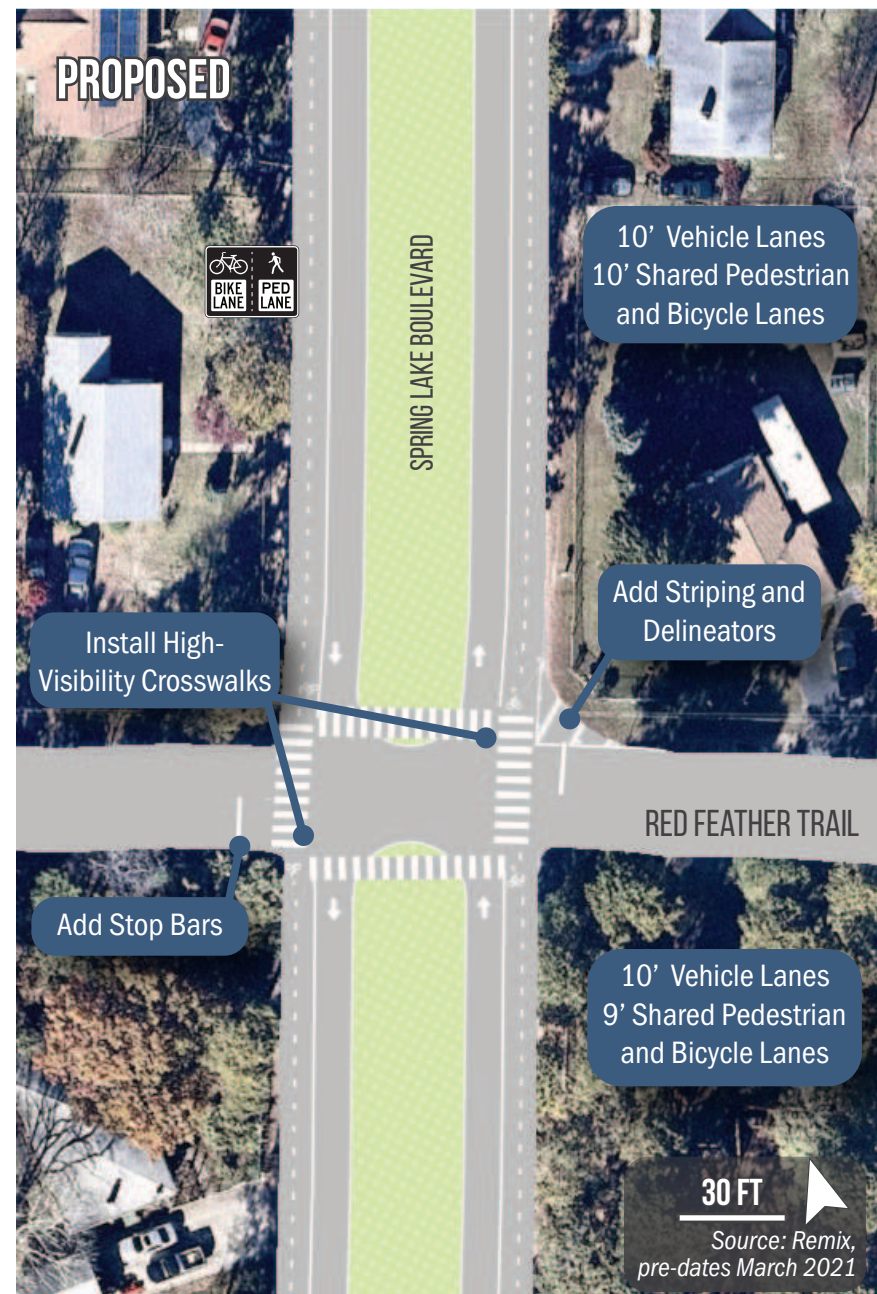 PROPOSED
10' Vehicle Lanes
10' Shared Pedestrian
and Bicycle Lanes
BIKE
LANE
PED
LANE
SPRING LAKE BOULEVARD
Add Striping and
Delineators
Install High-
Visibility Crosswalks
RED FEATHER TRAIL
Add Stop Bars
10' Vehicle Lanes
9' Shared Pedestrian
and Bicycle Lanes
30 FT
Source: Remix,
pre-dates March 2021